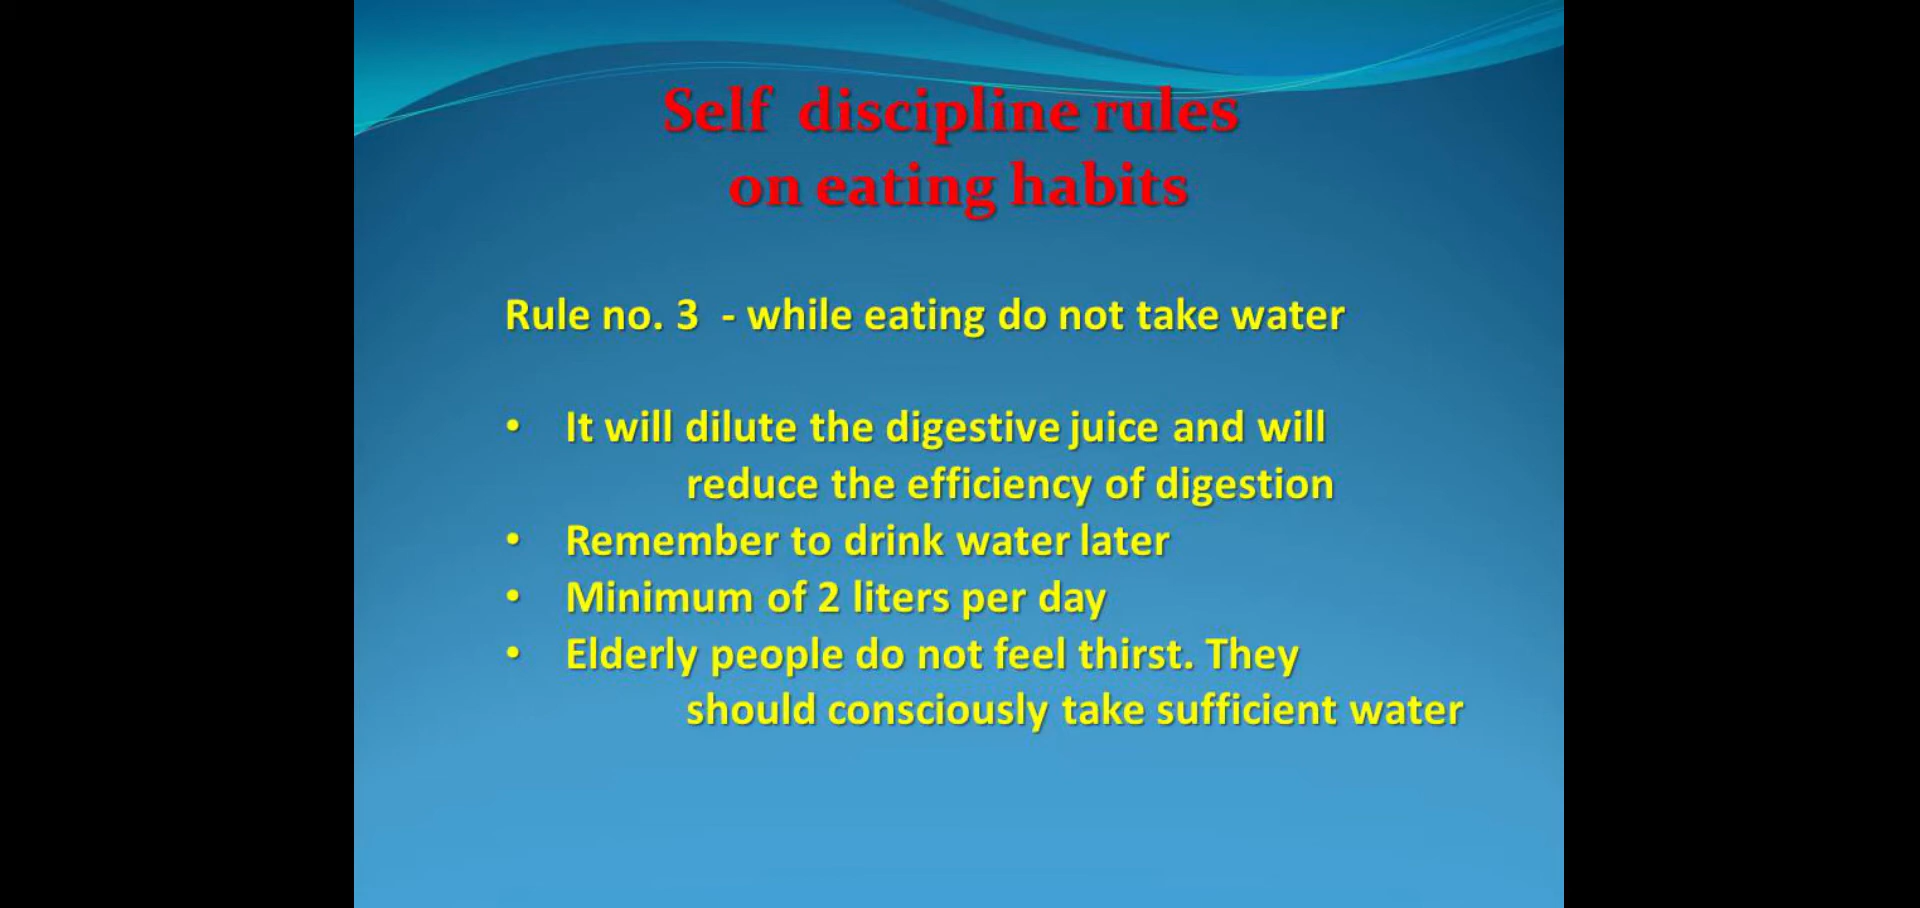 Self discipline rules
on eating habits
Rule no. 3 - while eating do not take water
• It will dilute the digestive juice and will
reduce the efficiency of digestion
• Remember to drink water later
• Minimum of 2 liters per day
• Elderly people do not feel thirst. They
should consciously take sufficient water